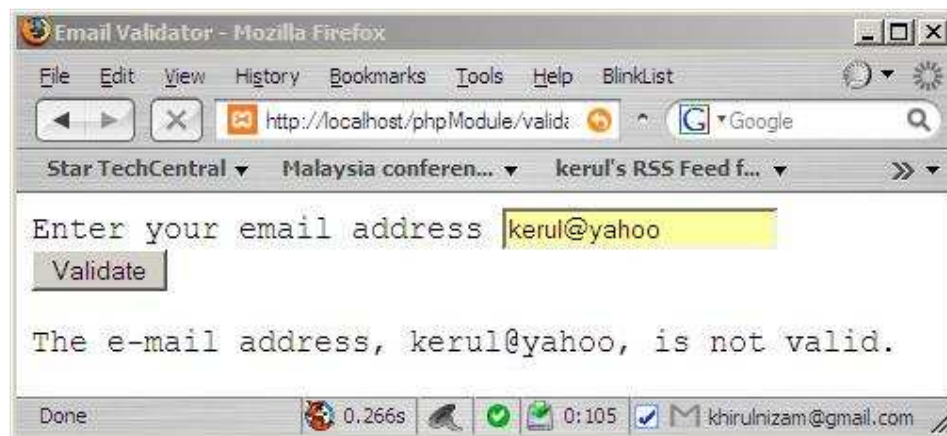 Email Validator - Mozilla Firefox
File Edit View History Bookmarks Tools Help BlinkList
http://localhost/phpModule/valida G Google
Star TechCentral Malaysia conferen... kerul's RSS Feed f...
Enter your email address kerul@yahoo
Validate
The e-mail address, kerul@yahoo, is not valid.
Done 0.266s 0:105 khirulnizam@gmail.com